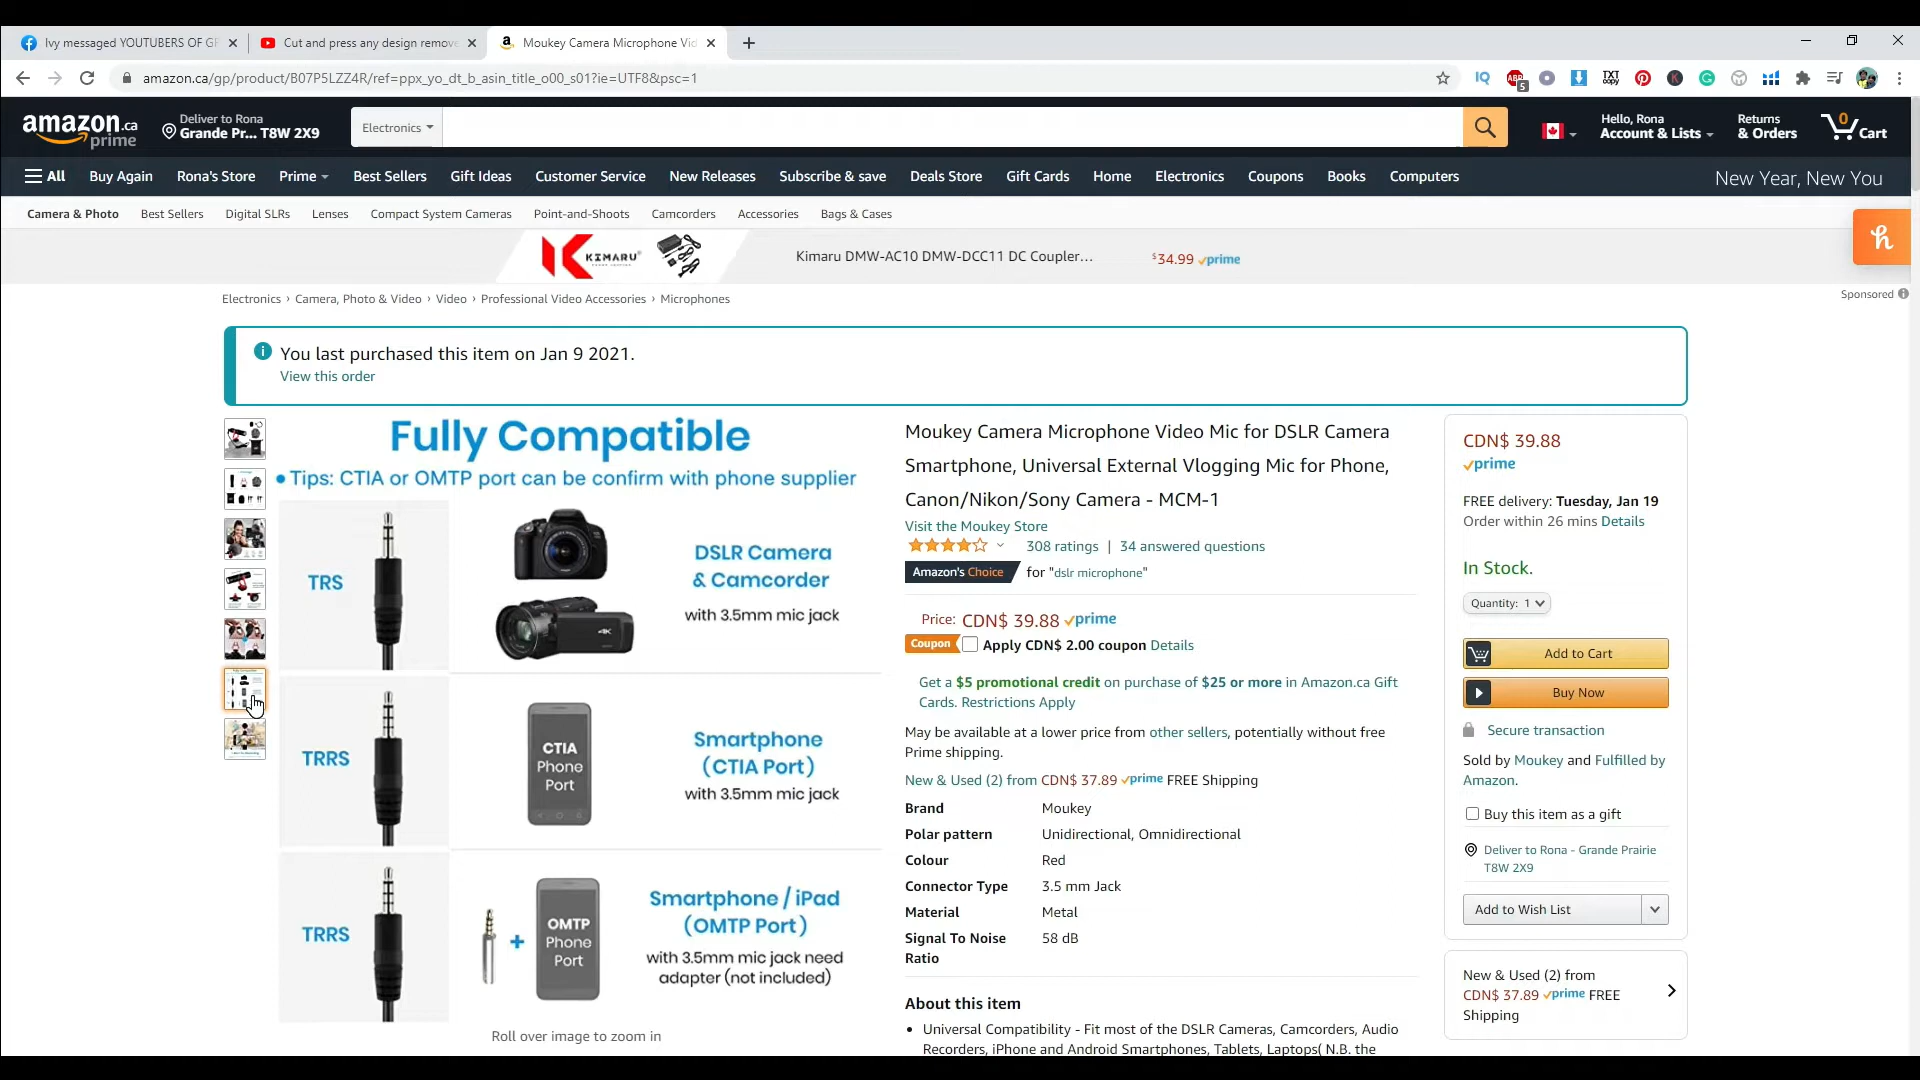 Ivy messaged YOUTUBERS OF GF
Cut and press any design remove
Moukey Camera Microphone Vid
amazon.ca/gp/product/B07P5LZZ4R/ref=ppx_yo_dt_b_asin_title_o00_s01?ie=UTF8&psc=1
IQ
ABP
5
TXT
amazon.ca
prime
Deliver to Rona
Grande Pr... T8W 2X9
Electronics
Hello, Rona
Account & Lists
Returns
& Orders
0
Cart
All
Buy Again
Rona's Store
Prime
Best Sellers
Gift Ideas
Customer Service
New Releases
Subscribe & save
Deals Store
Gift Cards
Home
Electronics
Coupons
Books
Computers
New Year, New You
Camera & Photo
Best Sellers
Digital SLRs
Lenses
Compact System Cameras
Point-and-Shoots
Camcorders
Accessories
Bags & Cases
KIMARU
Kimaru DMW-AC10 DMW-DCC11 DC Coupler…
$34.99 prime
h
Electronics › Camera, Photo & Video › Video › Professional Video Accessories › Microphones
Sponsored
You last purchased this item on Jan 9 2021.
View this order
Fully Compatible
• Tips: CTIA or OMTP port can be confirm with phone supplier
TRS
DSLR Camera
& Camcorder
with 3.5mm mic jack
TRRS
CTIA
Phone
Port
Smartphone
(CTIA Port)
with 3.5mm mic jack
TRRS
+
OMTP
Phone
Port
Smartphone / iPad
(OMTP Port)
with 3.5mm mic jack need
adapter (not included)
Roll over image to zoom in
Moukey Camera Microphone Video Mic for DSLR Camera
Smartphone, Universal External Vlogging Mic for Phone,
Canon/Nikon/Sony Camera - MCM-1
Visit the Moukey Store
308 ratings | 34 answered questions
Amazon's Choice for "dslr microphone"
Price: CDN$ 39.88 prime
Coupon Apply CDN$ 2.00 coupon Details
Get a $5 promotional credit on purchase of $25 or more in Amazon.ca Gift
Cards. Restrictions Apply
May be available at a lower price from other sellers, potentially without free
Prime shipping.
New & Used (2) from CDN$ 37.89 prime FREE Shipping
Brand Moukey
Polar pattern Unidirectional, Omnidirectional
Colour Red
Connector Type 3.5 mm Jack
Material Metal
Signal To Noise 58 dB
Ratio
About this item
• Universal Compatibility - Fit most of the DSLR Cameras, Camcorders, Audio
Recorders, iPhone and Android Smartphones, Tablets, Laptops( N.B. the
CDN$ 39.88
prime
FREE delivery: Tuesday, Jan 19
Order within 26 mins Details
In Stock.
Quantity: 1
Add to Cart
Buy Now
Secure transaction
Sold by Moukey and Fulfilled by
Amazon.
Buy this item as a gift
Deliver to Rona - Grande Prairie
T8W 2X9
Add to Wish List
New & Used (2) from
CDN$ 37.89 prime FREE
Shipping